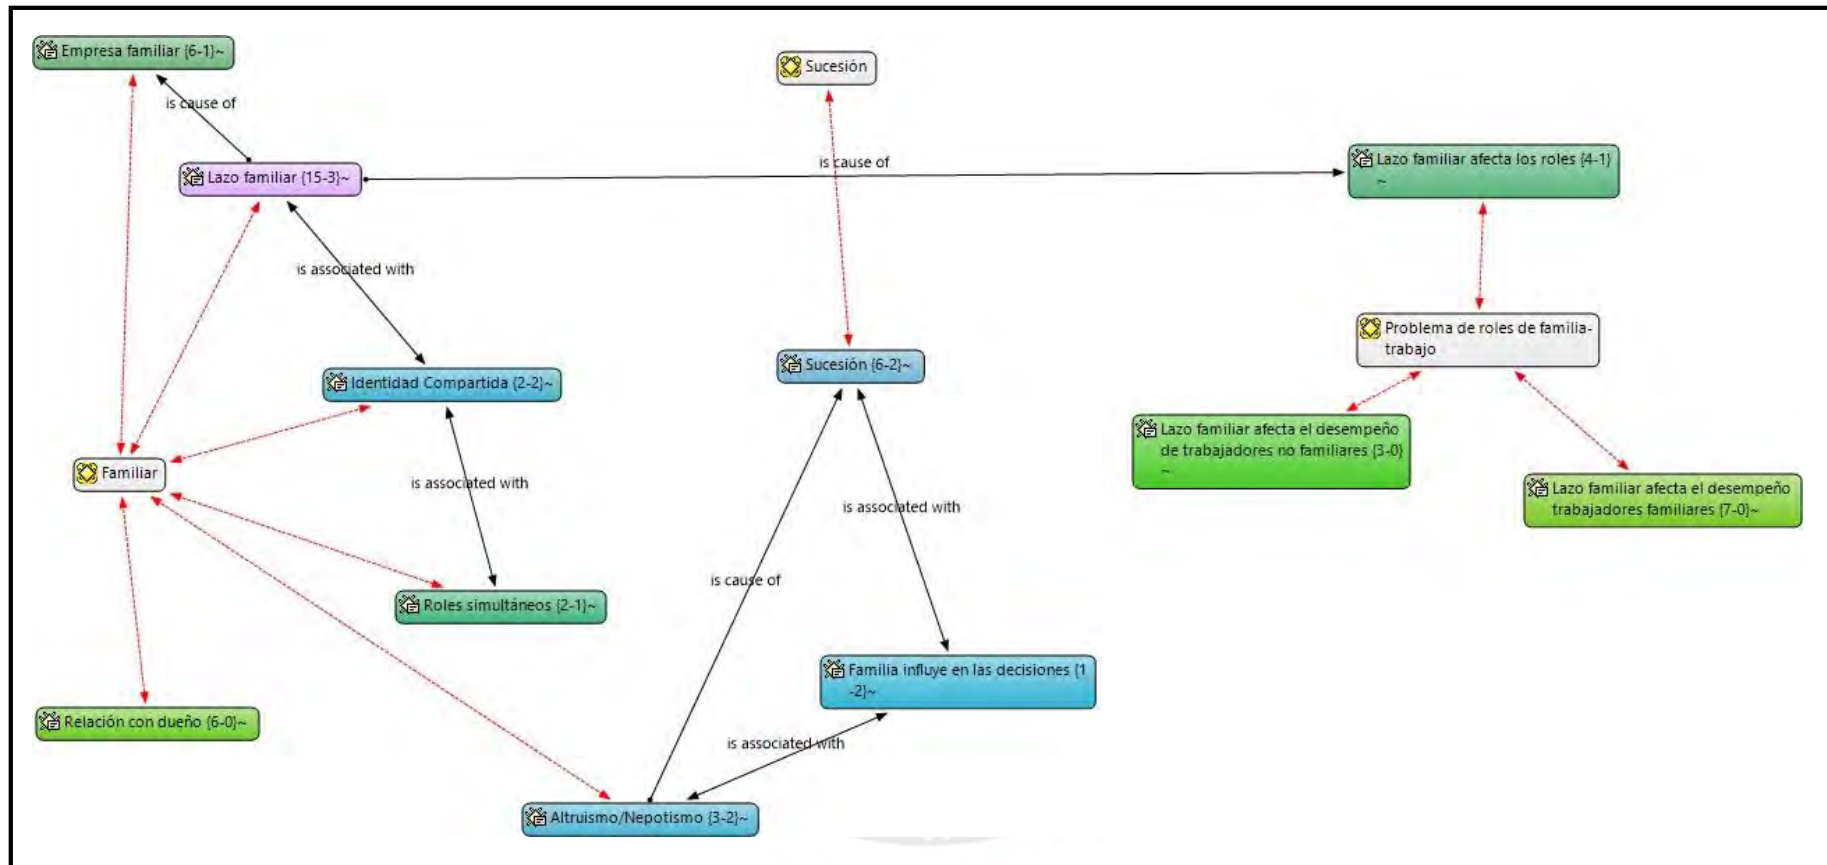 Empresa familiar {6-1}~
Sucesión
is cause of
Lazo familiar {15-3}~
is cause of
Lazo familiar afecta los roles {4-1}
~
is associated with
Problema de roles de familia-
trabajo
Sucesión {6-2}~
Identidad Compartida {2-2}~
Lazo familiar afecta el desempeño
de trabajadores no familiares {3-0}
~
Familiar
is associated with
Lazo familiar afecta el desempeño
trabajadores familiares {7-0}~
is associated with
is cause of
Roles simultáneos {2-1}~
Familia influye en las decisiones {1
-2}~
Relación con dueño {6-0}~
is associated with
Altruismo/Nepotismo {3-2}~